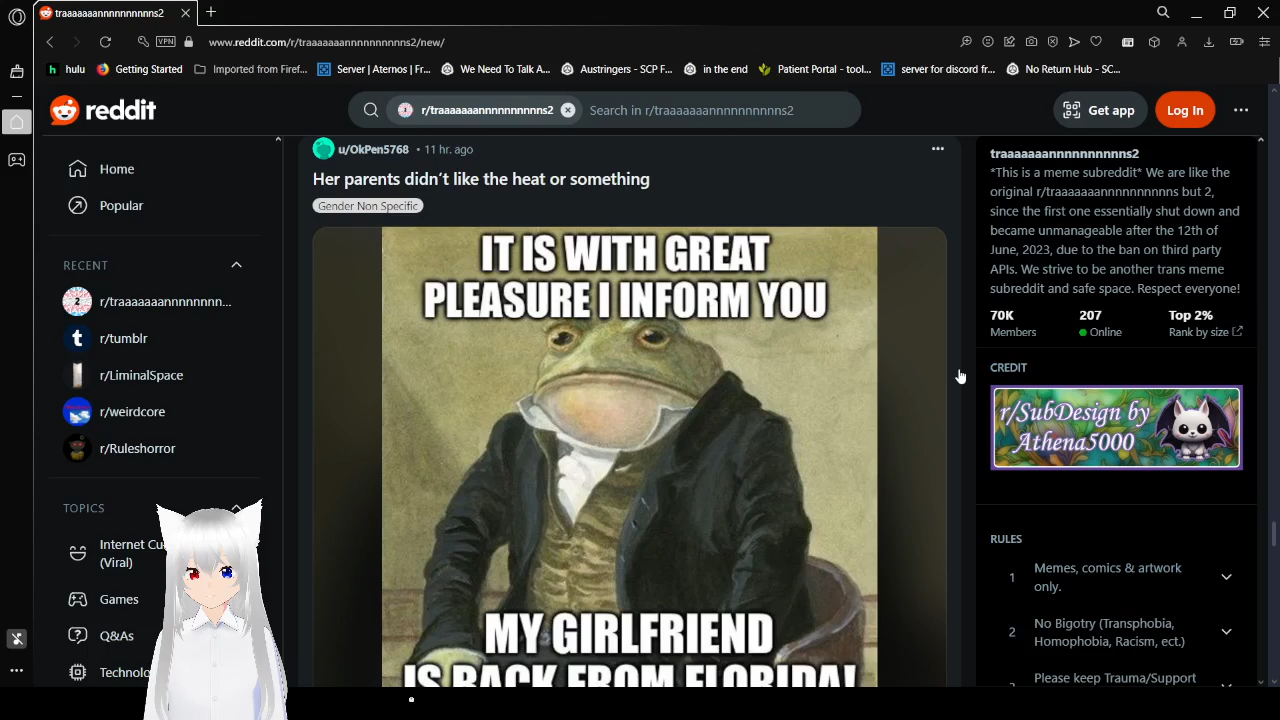 traaaaaaannnnnnnnnns2
www.reddit.com/r/traaaaaaannnnnnnnnns2/new/
VPN
hulu
Getting Started
Imported from Firef...
Server | Aternos | Fr...
We Need To Talk A...
Austringers - SCP F...
in the end
Patient Portal - tool...
server for discord fr...
No Return Hub - SC...
reddit
r/traaaaaaannnnnnnnnns2
Search in r/traaaaaaannnnnnnnnns2
Get app
Log In
Home
Popular
RECENT
r/traaaaaaannnnnnn...
r/tumblr
r/LiminalSpace
r/weirdcore
r/Ruleshorror
TOPICS
Internet Cu
(Viral)
Games
Q&As
Technolo
u/OkPen5768 • 11 hr. ago
Her parents didn't like the heat or something
Gender Non Specific
IT IS WITH GREAT
PLEASURE I INFORM YOU
MY GIRLFRIEND
IS BACK FROM FLORIDA!
traaaaaaannnnnnnnnns2
*This is a meme subreddit* We are like the
original r/traaaaaaannnnnnnnnns but 2,
since the first one essentially shut down and
became unmanageable after the 12th of
June, 2023, due to the ban on third party
APIs. We strive to be another trans meme
subreddit and safe space. Respect everyone!
70K
Members
207
Online
Top 2%
Rank by size
CREDIT
r/SubDesign by
Athena5000
RULES
1 Memes, comics & artwork
only.
2 No Bigotry (Transphobia,
Homophobia, Racism, ect.)
Please keep Trauma/Support